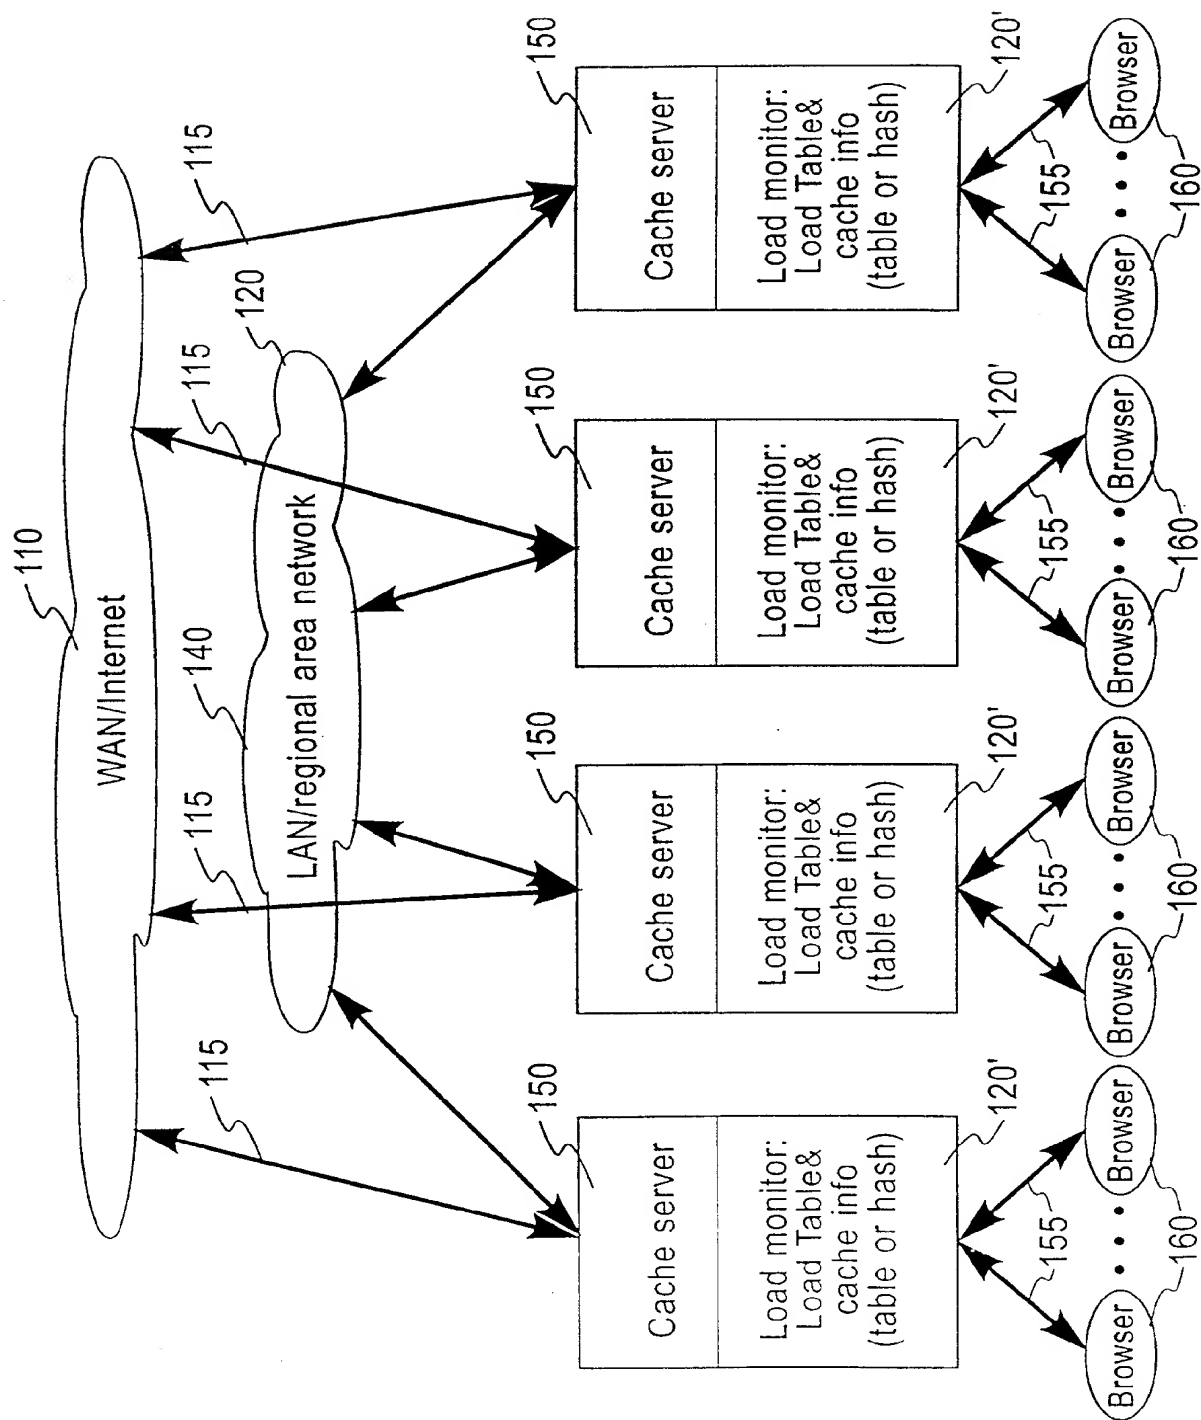 110
WAN/Internet
115
115
140
115
120
115
LAN/regional area network
150
Cache server
Load monitor:
Load Table&
cache info
(table or hash)
120'
155
Browser
Browser
160
160
150
Cache server
Load monitor:
Load Table&
cache info
(table or hash)
120'
155
Browser
Browser
160
160
150
Cache server
Load monitor:
Load Table&
cache info
(table or hash)
120'
155
Browser
Browser
160
160
150
Cache server
Load monitor:
Load Table&
cache info
(table or hash)
120'
155
Browser
Browser
160
160